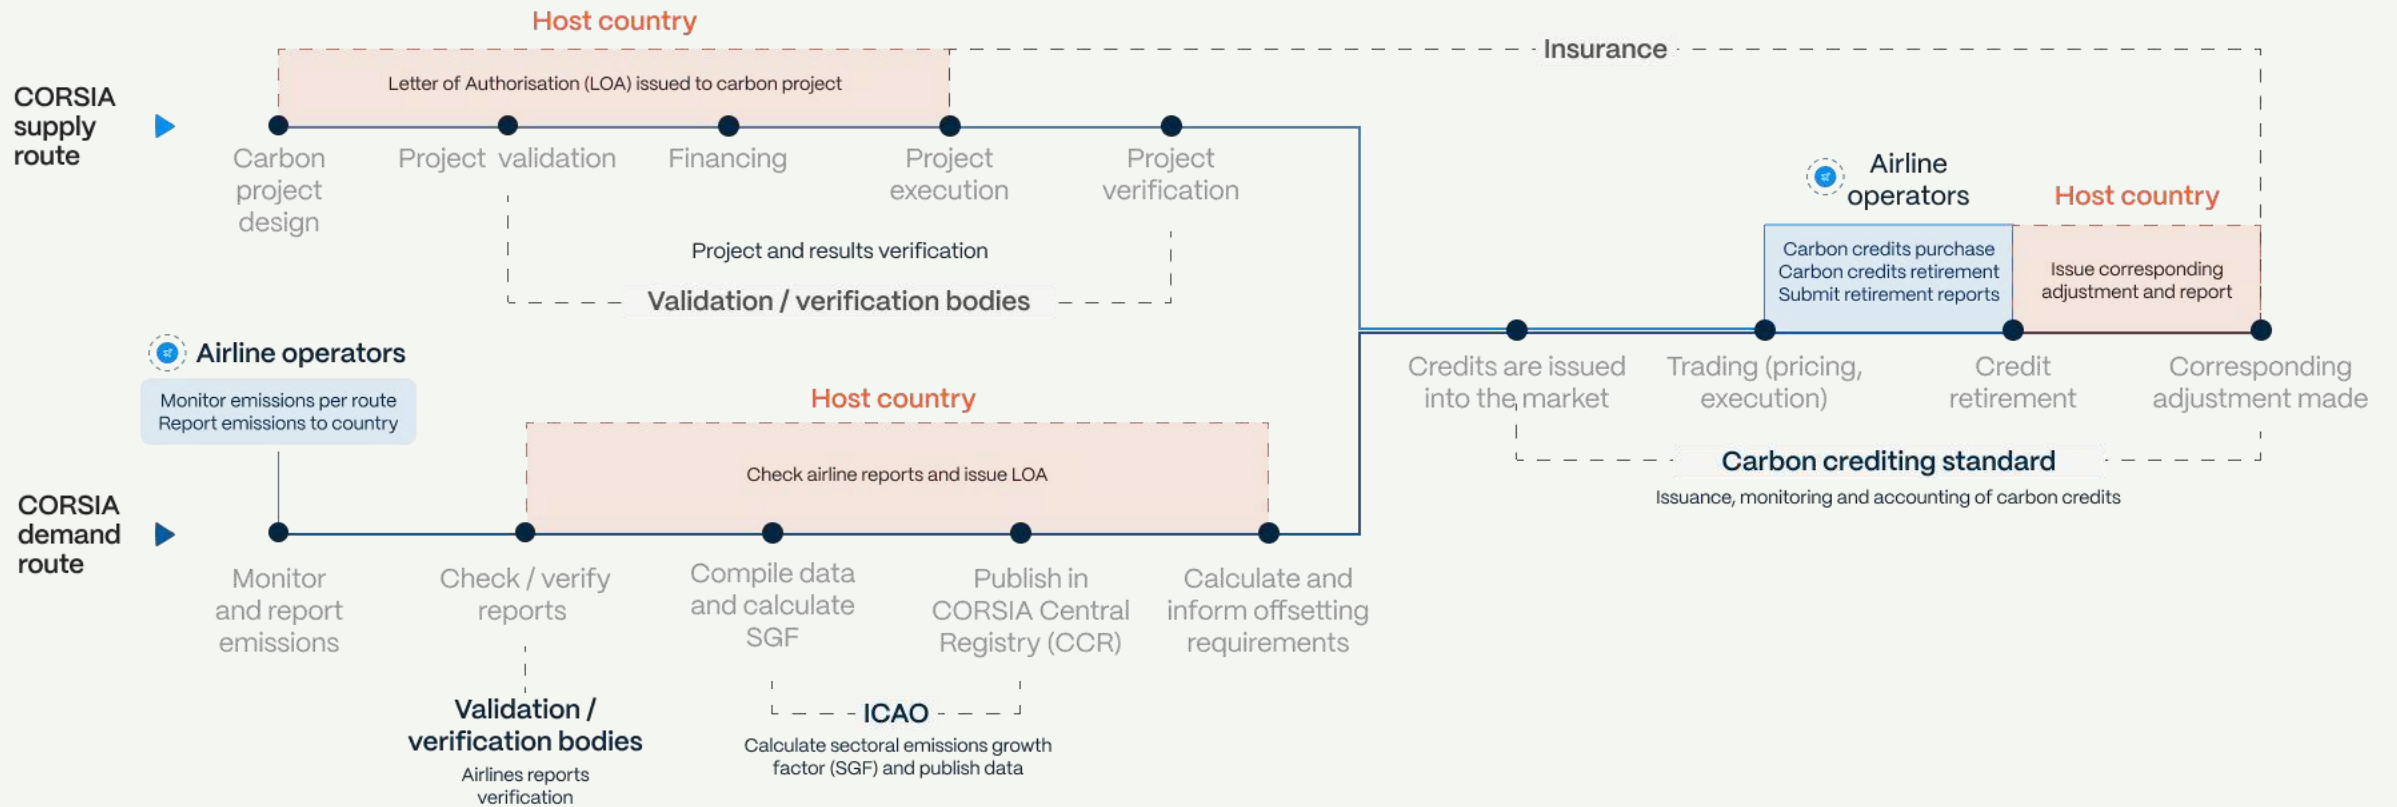 Host country
Insurance
Letter of Authorisation (LOA) issued to carbon project
CORSIA
supply
route
Carbon
project
design
Project validation
Financing
Project
execution
Project
verification
Project and results verification
Validation / verification bodies
Airline
operators
Host country
Carbon credits purchase
Carbon credits retirement
Submit retirement reports
Issue corresponding
adjustment and report
Credits are issued
into the market
Trading (pricing,
execution)
Credit
retirement
Corresponding
adjustment made
Carbon crediting standard
Issuance, monitoring and accounting of carbon credits
Airline operators
Monitor emissions per route
Report emissions to country
Host country
Check airline reports and issue LOA
CORSIA
demand
route
Monitor
and report
emissions
Check / verify
reports
Compile data
and calculate
SGF
Publish in
CORSIA Central
Registry (CCR)
Calculate and
inform offsetting
requirements
Validation /
verification bodies
Airlines reports
verification
ICAO
Calculate sectoral emissions growth
factor (SGF) and publish data